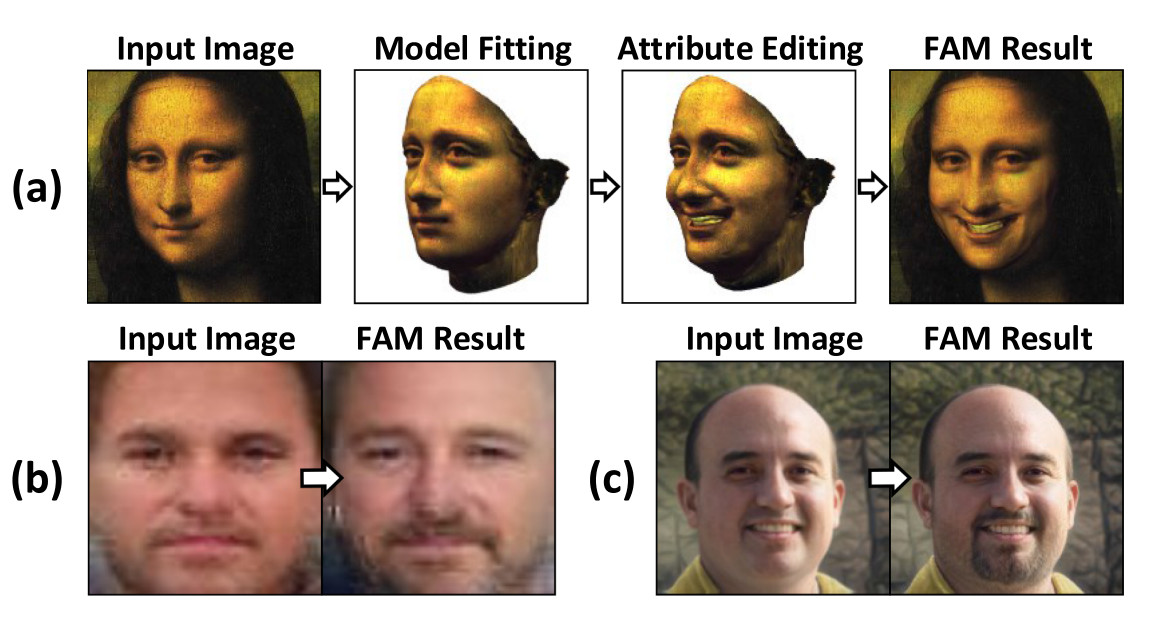 Input Image Model Fitting Attribute Editing FAM Result
(a)
Input Image FAM Result Input Image FAM Result
(b) (c)